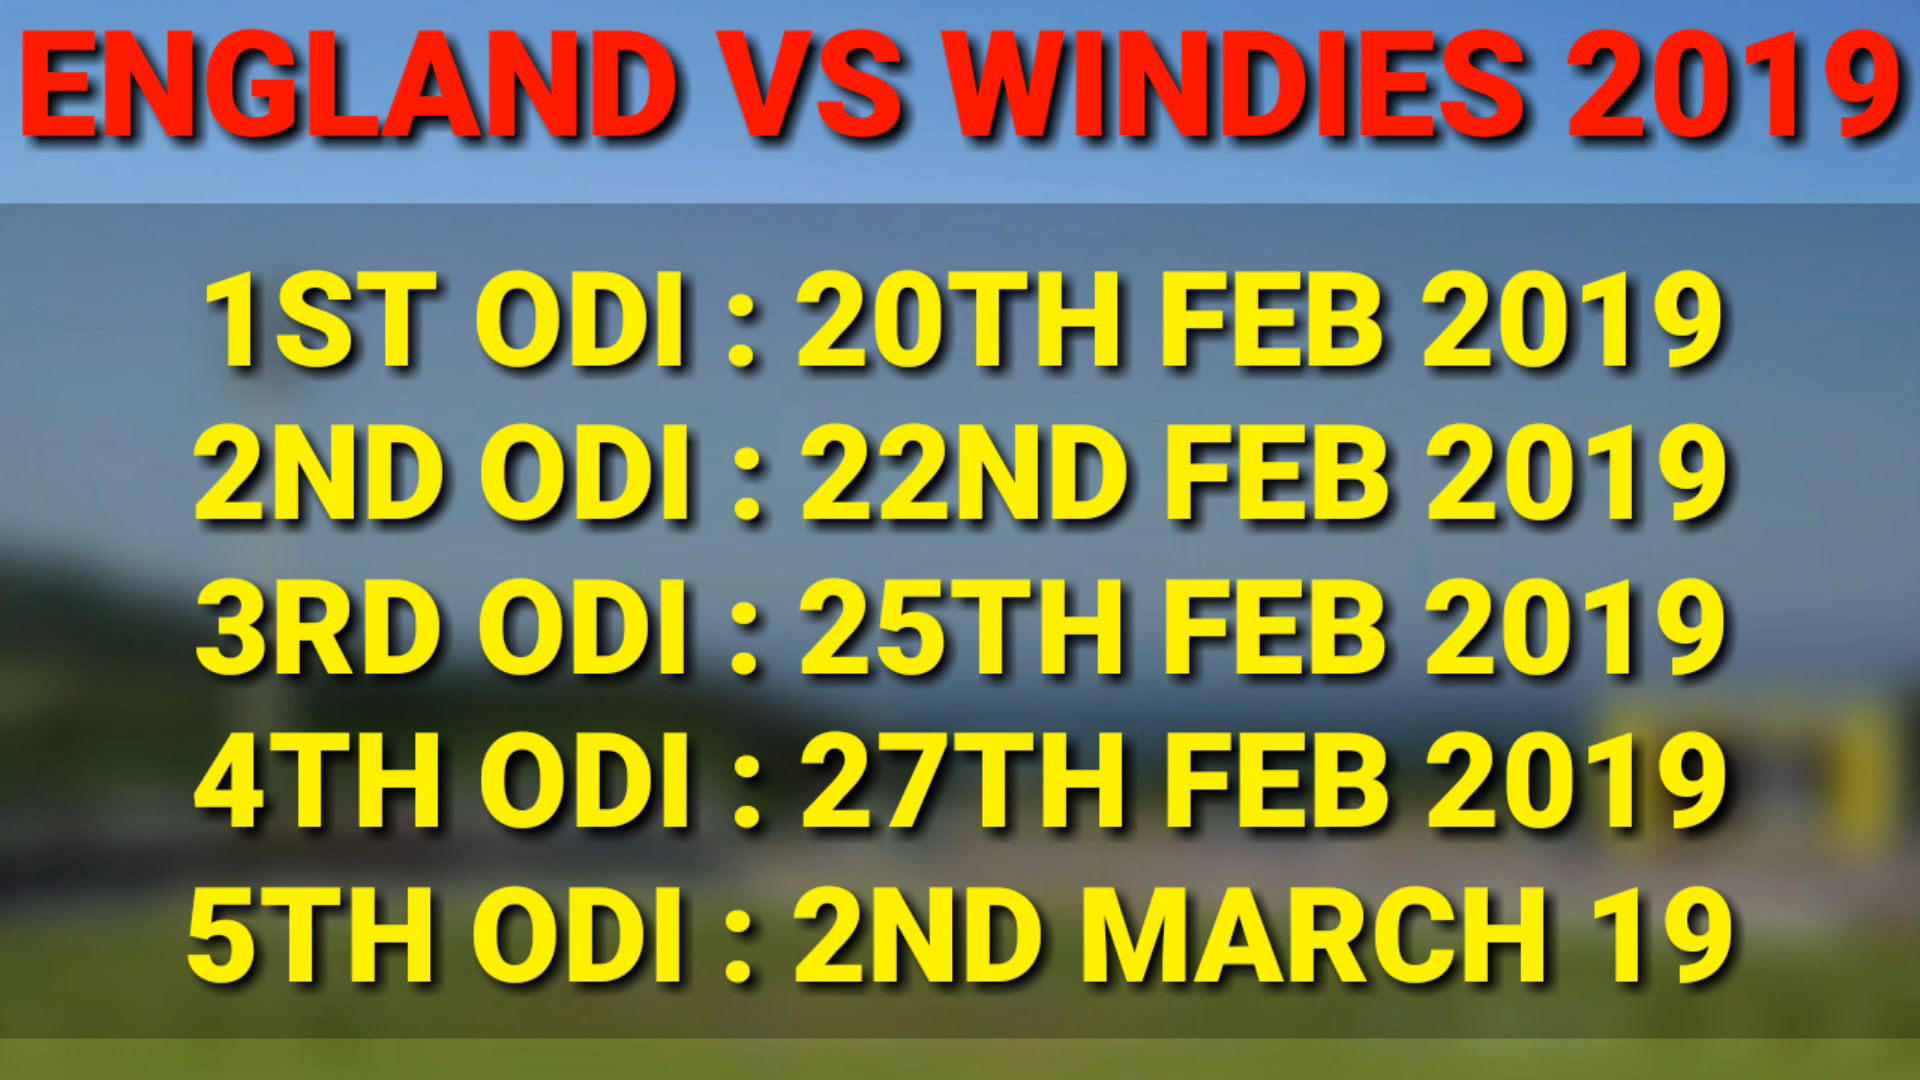 ENGLAND VS WINDIES 2019
1ST ODI : 20TH FEB 2019
2ND ODI : 22ND FEB 2019
3RD ODI : 25TH FEB 2019
4TH ODI : 27TH FEB 2019
5TH ODI : 2ND MARCH 19